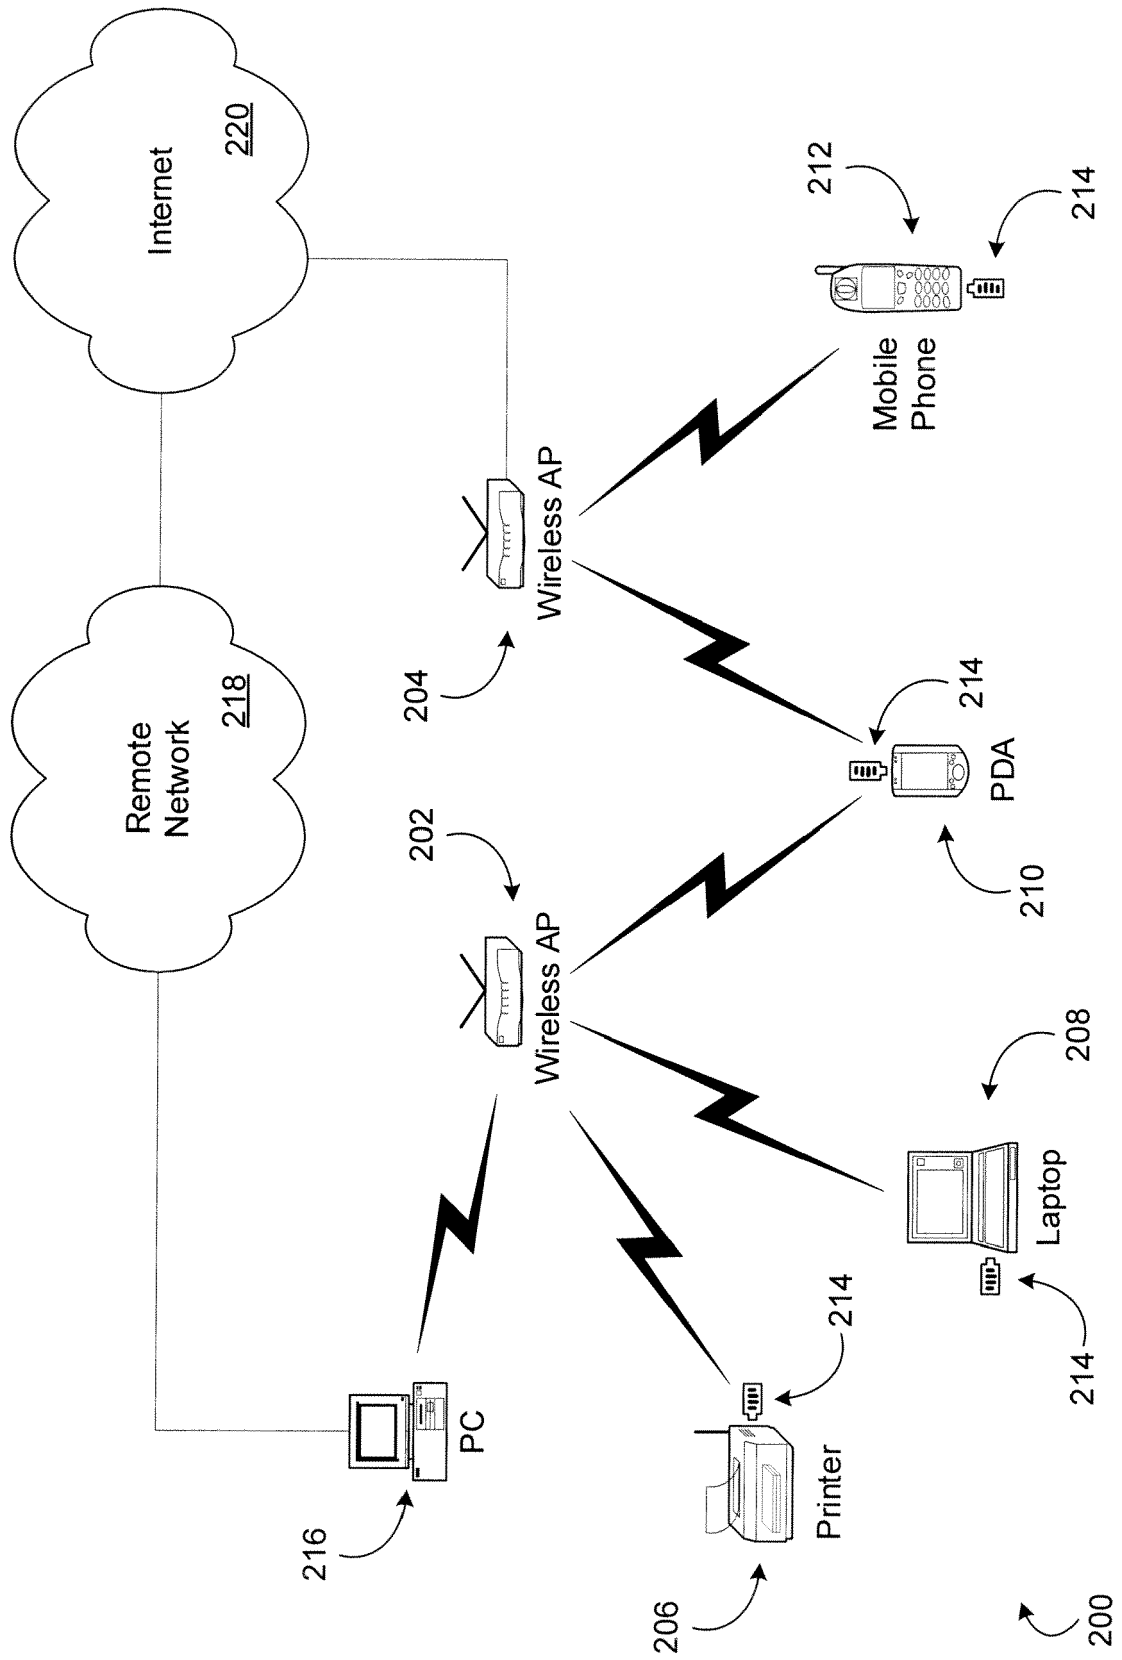 216
PC
Remote
Network
218
Internet
220
202
Wireless AP
204
Wireless AP
206
Printer
214
214
Laptop
208
210
PDA
214
Mobile
Phone
212
214
200